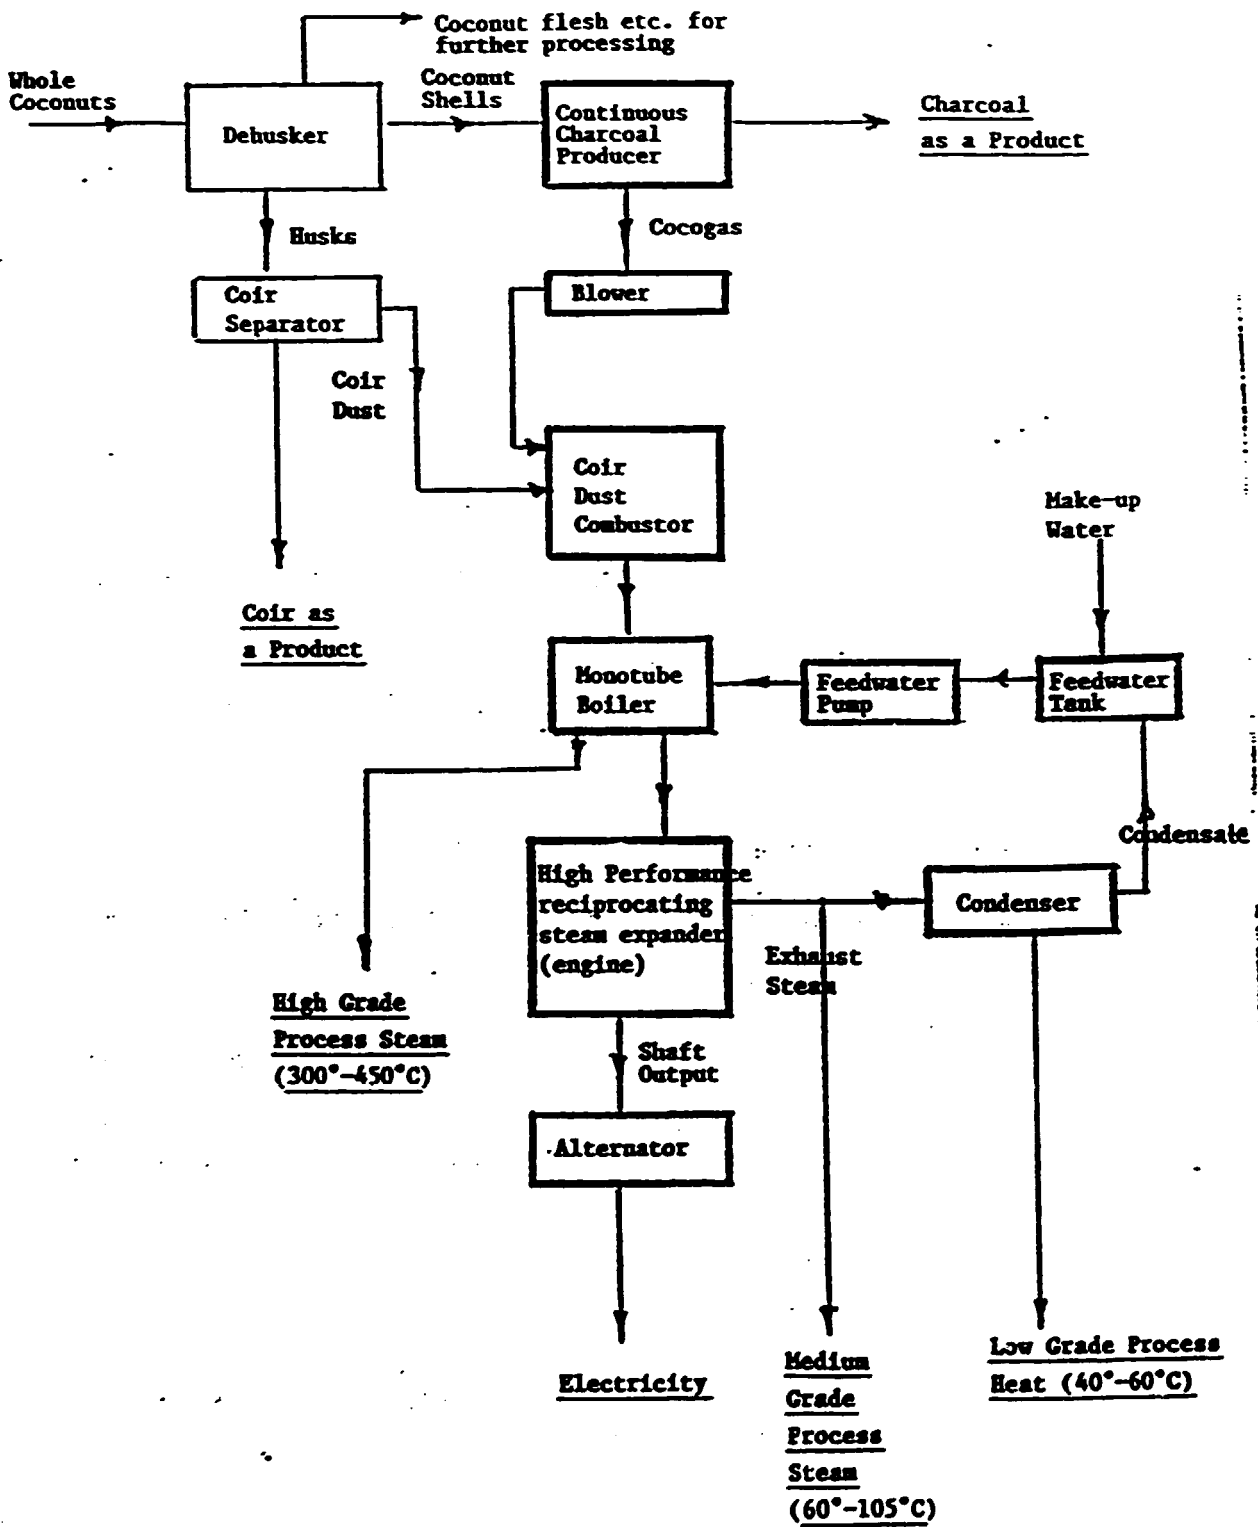 Coconut flesh etc. for
further processing
Whole
Coconuts
Coconut
Shells
Dehusker
Continuous
Charcoal
Producer
Charcoal
as a Product
Husks
Cocogas
Coir
Separator
Blower
Coir
Dust
Coir
Dust
Combustor
Make-up
Water
Coir as
a Product
Monotube
Boiler
Feedwater
Pump
Feedwater
Tank
Condensate
High Performance
reciprocating
steam expander
(engine)
Condenser
Exhaust
Steam
High Grade
Process Steam
(300°-450°C)
Shaft
Output
Alternator
Electricity
Medium
Grade
Process
Steam
(60°-105°C)
Low Grade Process
Heat (40°-60°C)